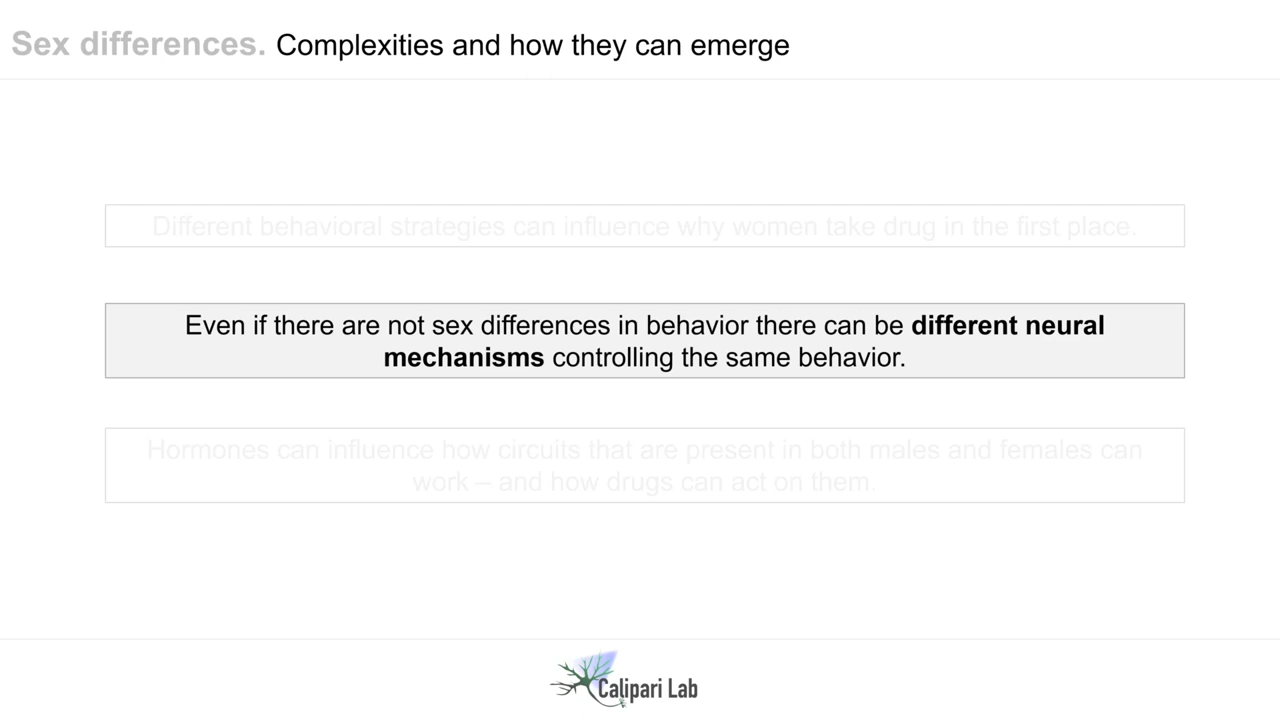 Sex differences. Complexities and how they can emerge
Different behavioral strategies can influence why women take drug in the first place.
Even if there are not sex differences in behavior there can be different neural
mechanisms controlling the same behavior.
Hormones can influence how circuits that are present in both males and females can
work – and how drugs can act on them.
Calipari Lab